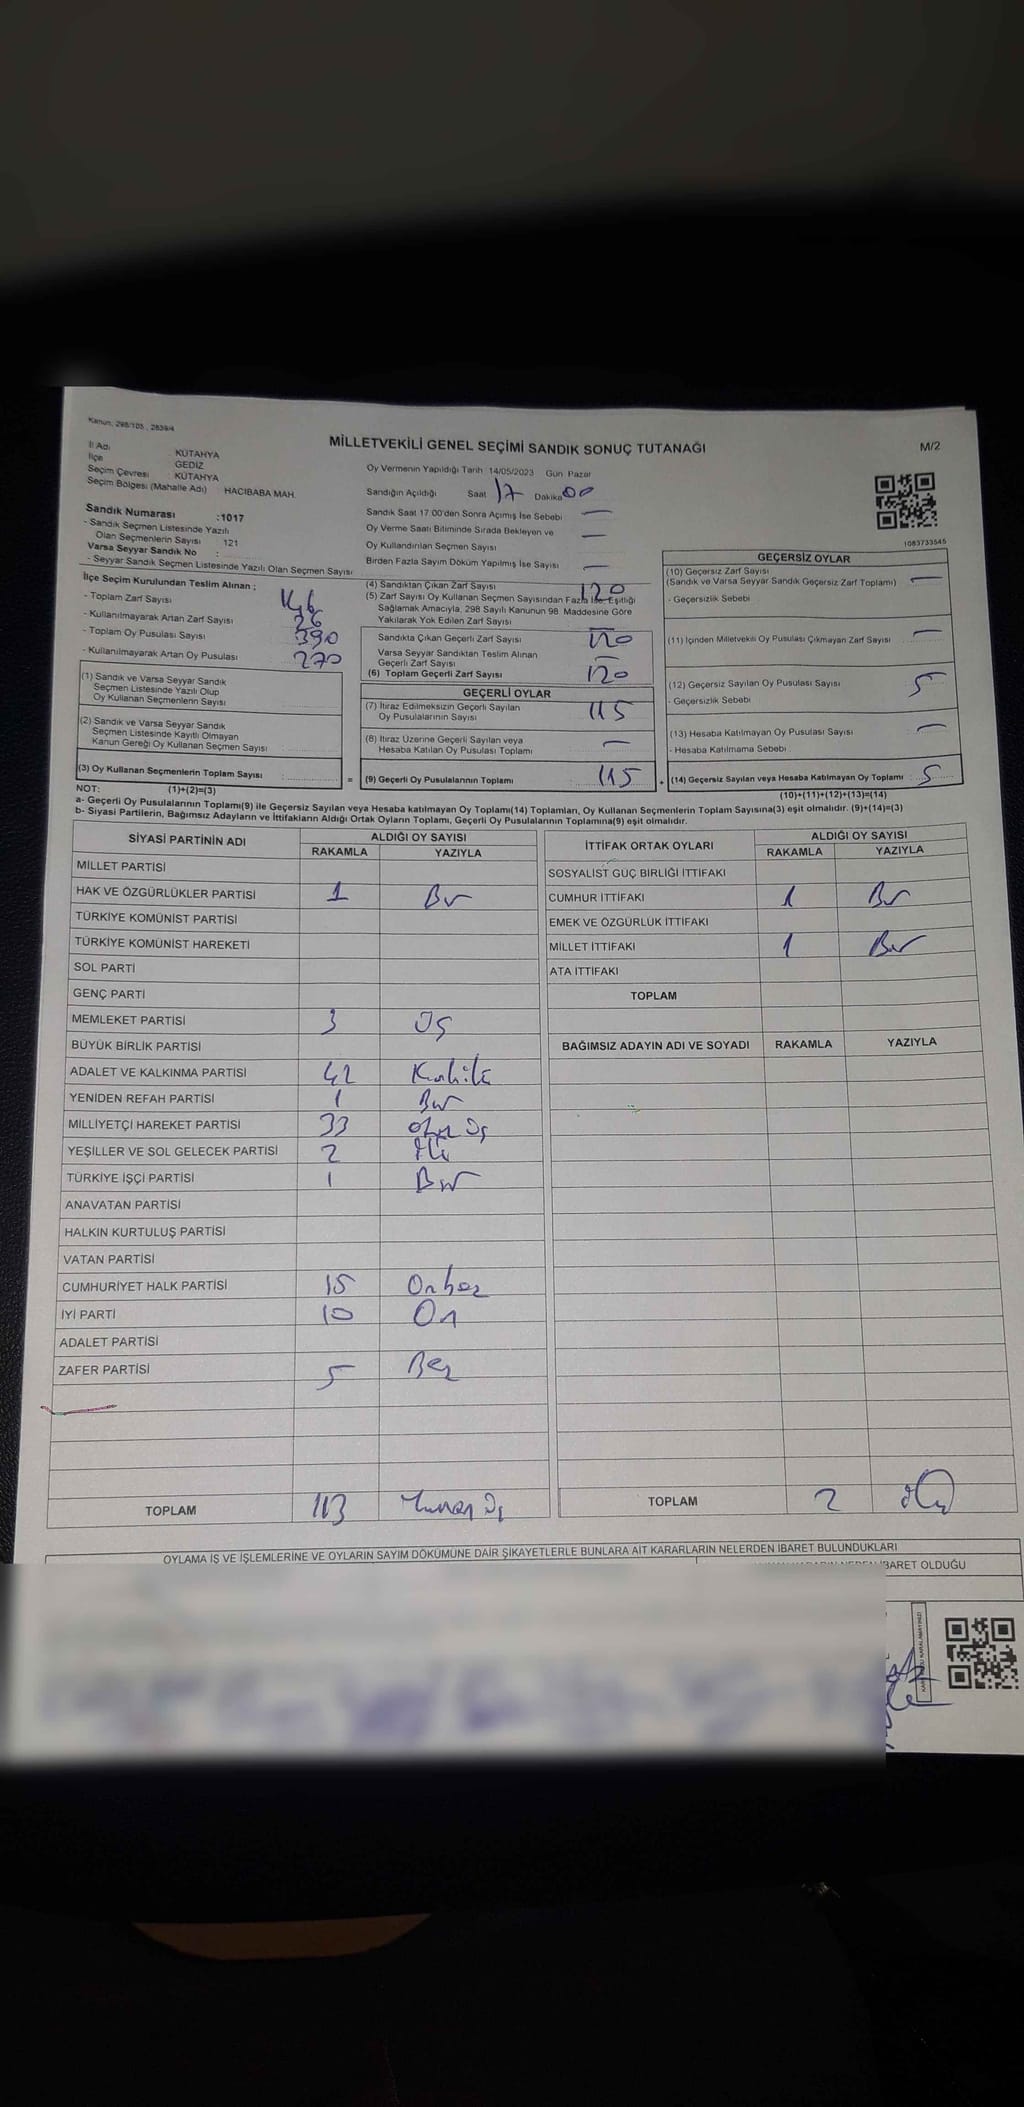 Kanun, 298/105 , 2839/4
MİLLETVEKİLİ GENEL SEÇİMİ SANDIK SONUÇ TUTANAĞI
M/2
İl Adı : KÜTAHYA
İlçe : GEDİZ
Seçim Çevresi : KÜTAHYA
Seçim Bölgesi (Mahalle Adı) : HACIBABA MAH.
Sandık Numarası :1017
- Sandık Seçmen Listesinde Yazılı
Olan Seçmenlerin Sayısı : 121
Varsa Seyyar Sandık No :
- Seyyar Sandık Seçmen Listesinde Yazılı Olan Seçmen Sayısı
Oy Vermenin Yapıldığı Tarih 14/05/2023 Gün Pazar
Sandığın Açıldığı Saat 17 Dakika 00
Sandık Saat 17:00'den Sonra Açımış İse Sebebi —
Oy Verme Saati Bitiminde Sırada Bekleyen ve
Oy Kullandırılan Seçmen Sayısı —
Birden Fazla Sayım Döküm Yapılmış İse Sayısı —
1083733545
İlçe Seçim Kurulundan Teslim Alınan ;
- Toplam Zarf Sayısı
- Kullanılmayarak Artan Zarf Sayısı 26
- Toplam Oy Pusulası Sayısı 390
- Kullanılmayarak Artan Oy Pusulası 270
(1) Sandık ve Varsa Seyyar Sandık
Seçmen Listesinde Yazılı Olup
Oy Kullanan Seçmenlerin Sayısı
(2) Sandık ve Varsa Seyyar Sandık
Seçmen Listesinde Kayıtlı Olmayan
Kanun Gereği Oy Kullanan Seçmen Sayısı
(3) Oy Kullanan Seçmenlerin Toplam Sayısı :
(4) Sandıktan Çıkan Zarf Sayısı 120
(5) Zarf Sayısı Oy Kullanan Seçmen Sayısından Fazla İse, Eşitliği
Sağlamak Amacıyla, 298 Sayılı Kanunun 98. Maddesine Göre
Yakılarak Yok Edilen Zarf Sayısı —
Sandıkta Çıkan Geçerli Zarf Sayısı 120
Varsa Seyyar Sandıktan Teslim Alınan
Geçerli Zarf Sayısı —
(6) Toplam Geçerli Zarf Sayısı 120
GEÇERLİ OYLAR
(7) İtiraz Edilmeksizin Geçerli Sayılan
Oy Pusulalarının Sayısı 115
(8) İtiraz Üzerine Geçerli Sayılan veya
Hesaba Katılan Oy Pusulası Toplamı —
= (9) Geçerli Oy Pusulalarının Toplamı 115
GEÇERSİZ OYLAR
(10) Geçersiz Zarf Sayısı
(Sandık ve Varsa Seyyar Sandık Geçersiz Zarf Toplamı) —
- Geçersizlik Sebebi
(11) İçinden Milletvekili Oy Pusulası Çıkmayan Zarf Sayısı —
(12) Geçersiz Sayılan Oy Pusulası Sayısı 5
- Geçersizlik Sebebi
(13) Hesaba Katılmayan Oy Pusulası Sayısı —
- Hesaba Katılmama Sebebi
+ (14) Geçersiz Sayılan veya Hesaba Katılmayan Oy Toplamı : 5
NOT: (1)+(2)=(3)
(10)+(11)+(12)+(13)=(14)
a- Geçerli Oy Pusulalarının Toplamı(9) ile Geçersiz Sayılan veya Hesaba katılmayan Oy Toplamı(14) Toplamları, Oy Kullanan Seçmenlerin Toplam Sayısına(3) eşit olmalıdır. (9)+(14)=(3)
b- Siyasi Partilerin, Bağımsız Adayların ve İttifakların Aldığı Ortak Oyların Toplamı, Geçerli Oy Pusulalarının Toplamına(9) eşit olmalıdır.
SİYASİ PARTİNİN ADI ALDIĞI OY SAYISI
RAKAMLA YAZIYLA
MİLLET PARTİSİ
HAK VE ÖZGÜRLÜKLER PARTİSİ 1 Bir
TÜRKİYE KOMÜNİST PARTİSİ
TÜRKİYE KOMÜNİST HAREKETİ
SOL PARTİ
GENÇ PARTİ
MEMLEKET PARTİSİ 3 Üç
BÜYÜK BİRLİK PARTİSİ
ADALET VE KALKINMA PARTİSİ 42 Kırkiki
YENİDEN REFAH PARTİSİ 1 Bir
MİLLİYETÇİ HAREKET PARTİSİ 33 otuz üç
YEŞİLLER VE SOL GELECEK PARTİSİ 2 İki
TÜRKİYE İŞÇİ PARTİSİ 1 Bir
ANAVATAN PARTİSİ
HALKIN KURTULUŞ PARTİSİ
VATAN PARTİSİ
CUMHURİYET HALK PARTİSİ 15 Onbeş
İYİ PARTİ 10 On
ADALET PARTİSİ
ZAFER PARTİSİ 5 Beş
TOPLAM 113 Yüzon üç
İTTİFAK ORTAK OYLARI ALDIĞI OY SAYISI
RAKAMLA YAZIYLA
SOSYALİST GÜÇ BİRLİĞİ İTTİFAKI
CUMHUR İTTİFAKI 1 Bir
EMEK VE ÖZGÜRLÜK İTTİFAKI
MİLLET İTTİFAKI 1 Bir
ATA İTTİFAKI
TOPLAM
BAĞIMSIZ ADAYIN ADI VE SOYADI RAKAMLA YAZIYLA
TOPLAM 2 iki
OYLAMA İŞ VE İŞLEMLERİNE VE OYLARIN SAYIM DÖKÜMÜNE DAİR ŞİKAYETLERLE BUNLARA AİT KARARLARIN NELERDEN İBARET BULUNDUKLARI
İBARET OLDUĞU